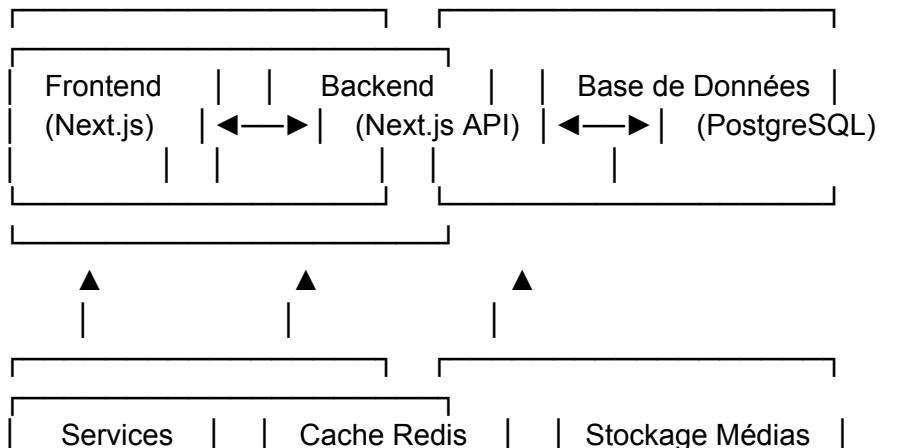 Frontend Backend Base de Données
(Next.js) ◄──► (Next.js API) ◄──► (PostgreSQL)
Services Cache Redis Stockage Médias